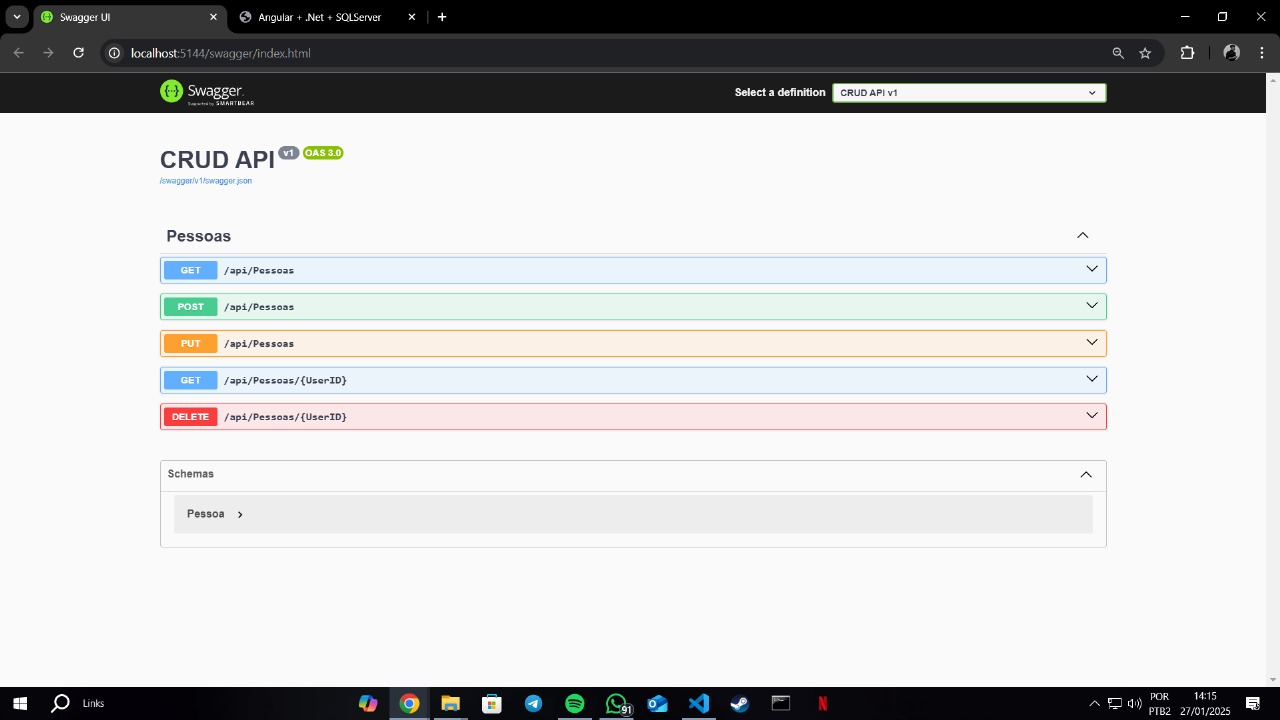 Swagger UI
Angular + .Net + SQLServer
localhost:5144/swagger/index.html
Swagger.
Supported by SMARTBEAR
Select a definition
CRUD API v1
CRUD API v1 OAS 3.0
/swagger/v1/swagger.json
Pessoas
GET /api/Pessoas
POST /api/Pessoas
PUT /api/Pessoas
GET /api/Pessoas/{UserID}
DELETE /api/Pessoas/{UserID}
Schemas
Pessoa
Links
91
POR
PTB2
14:15
27/01/2025